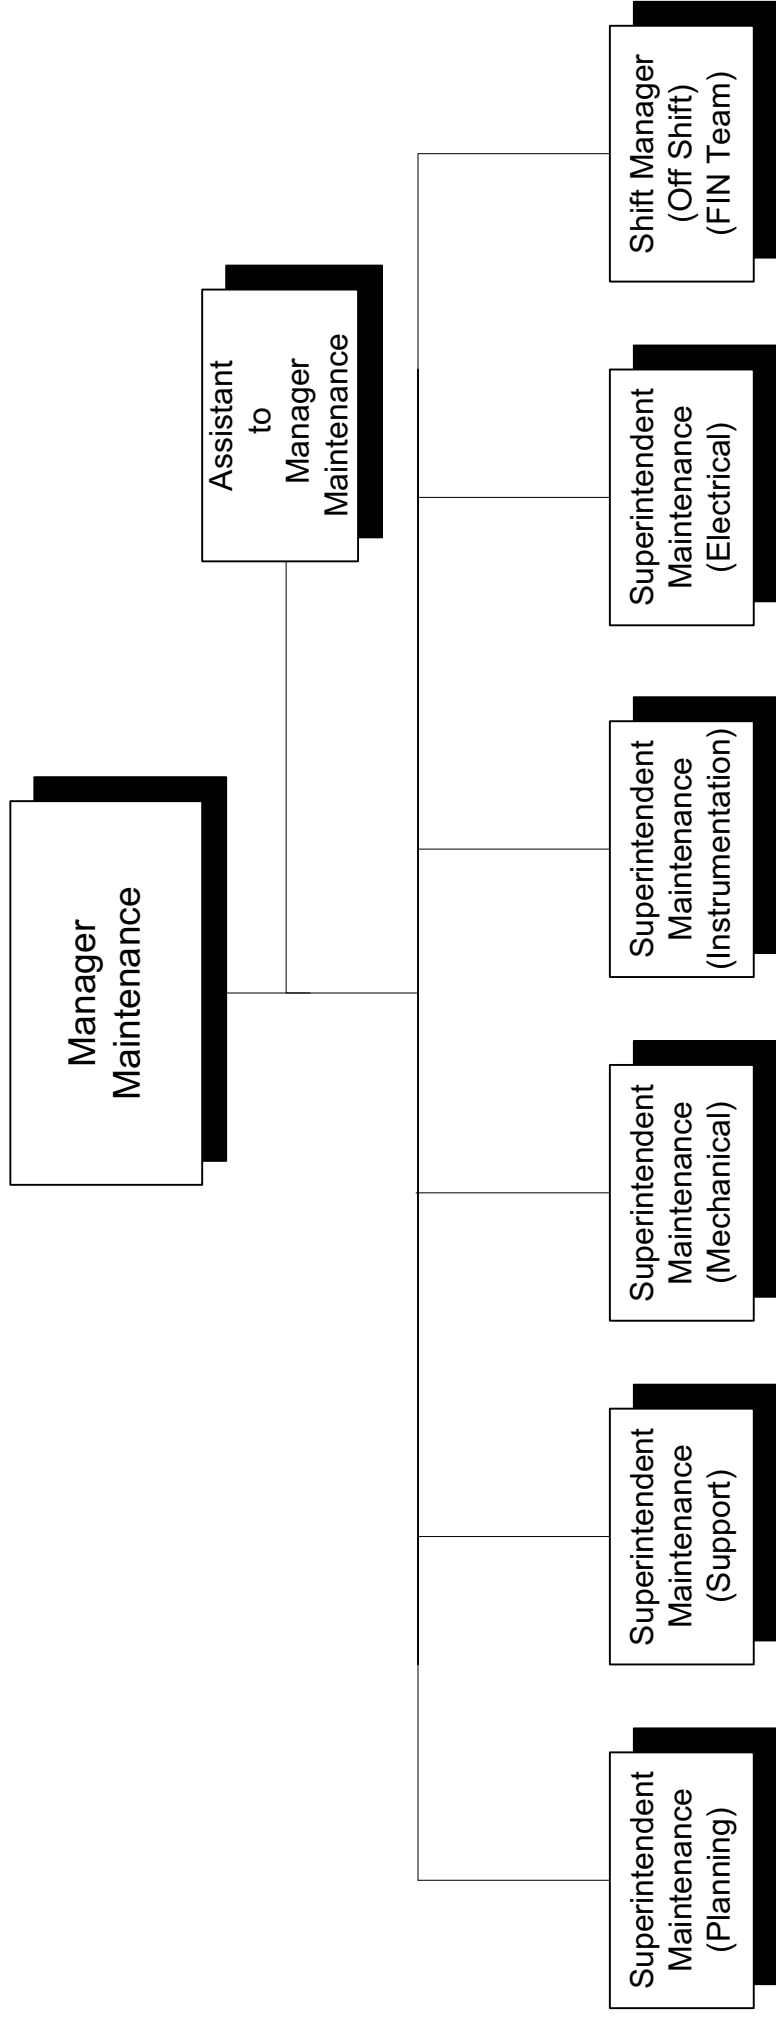 Manager
Maintenance
Assistant
to
Manager
Maintenance
Superintendent
Maintenance
(Planning)
Superintendent
Maintenance
(Support)
Superintendent
Maintenance
(Mechanical)
Superintendent
Maintenance
(Instrumentation)
Superintendent
Maintenance
(Electrical)
Shift Manager
(Off Shift)
(FIN Team)